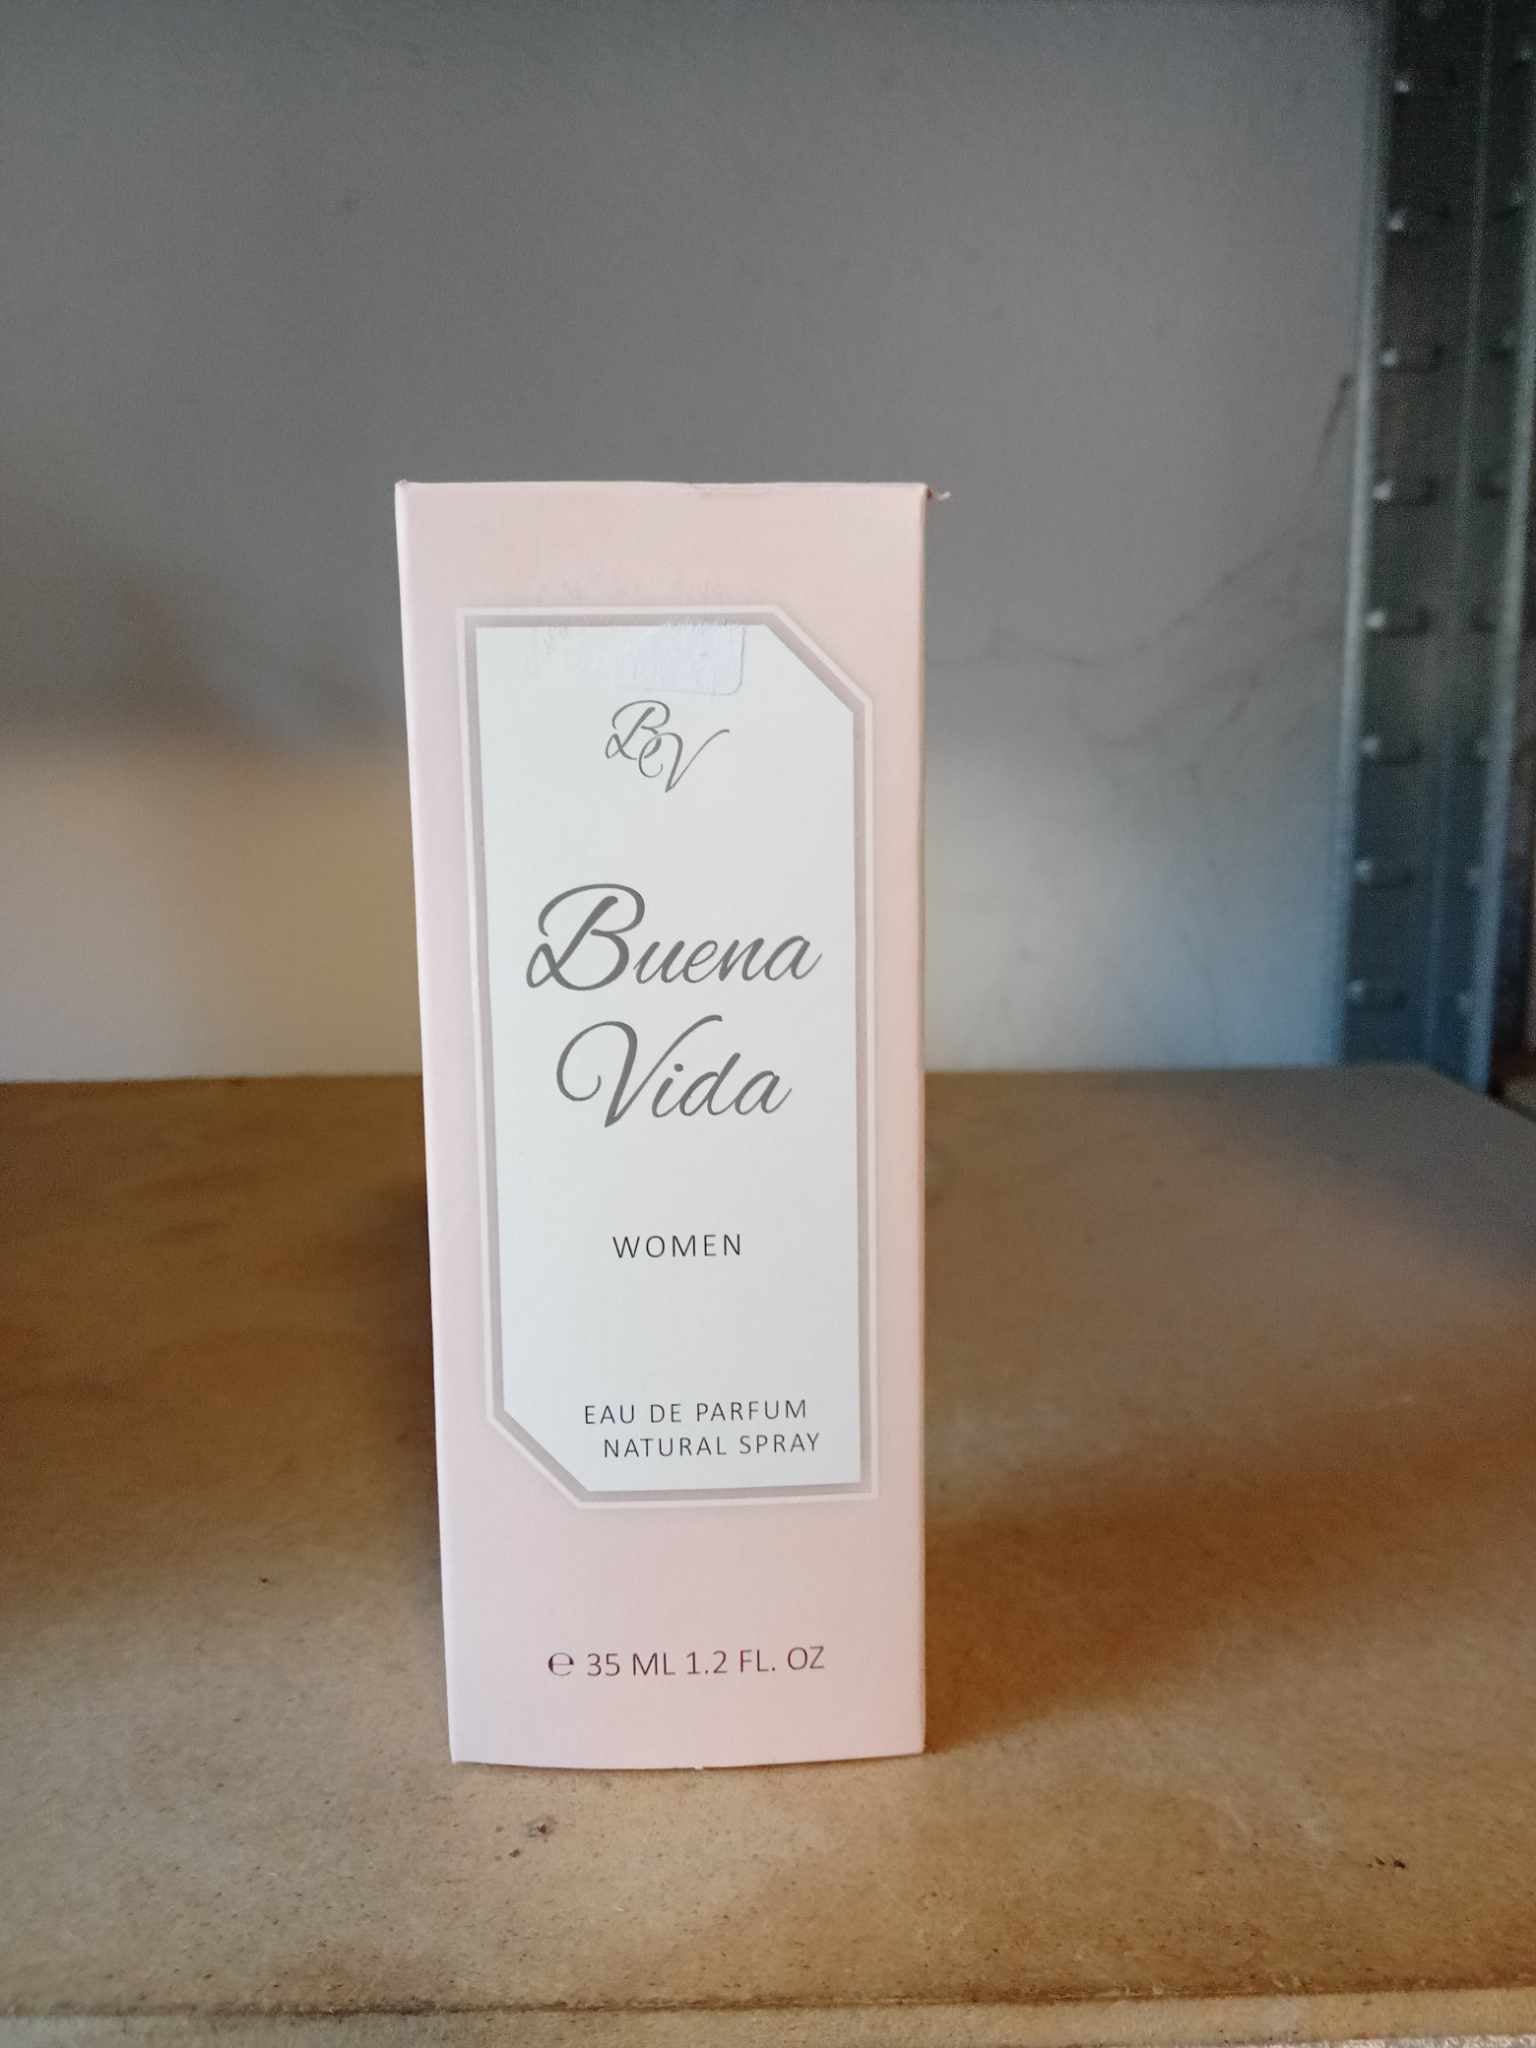 BV
Buena
Vida
WOMEN
EAU DE PARFUM
NATURAL SPRAY
℮ 35 ML 1.2 FL. OZ